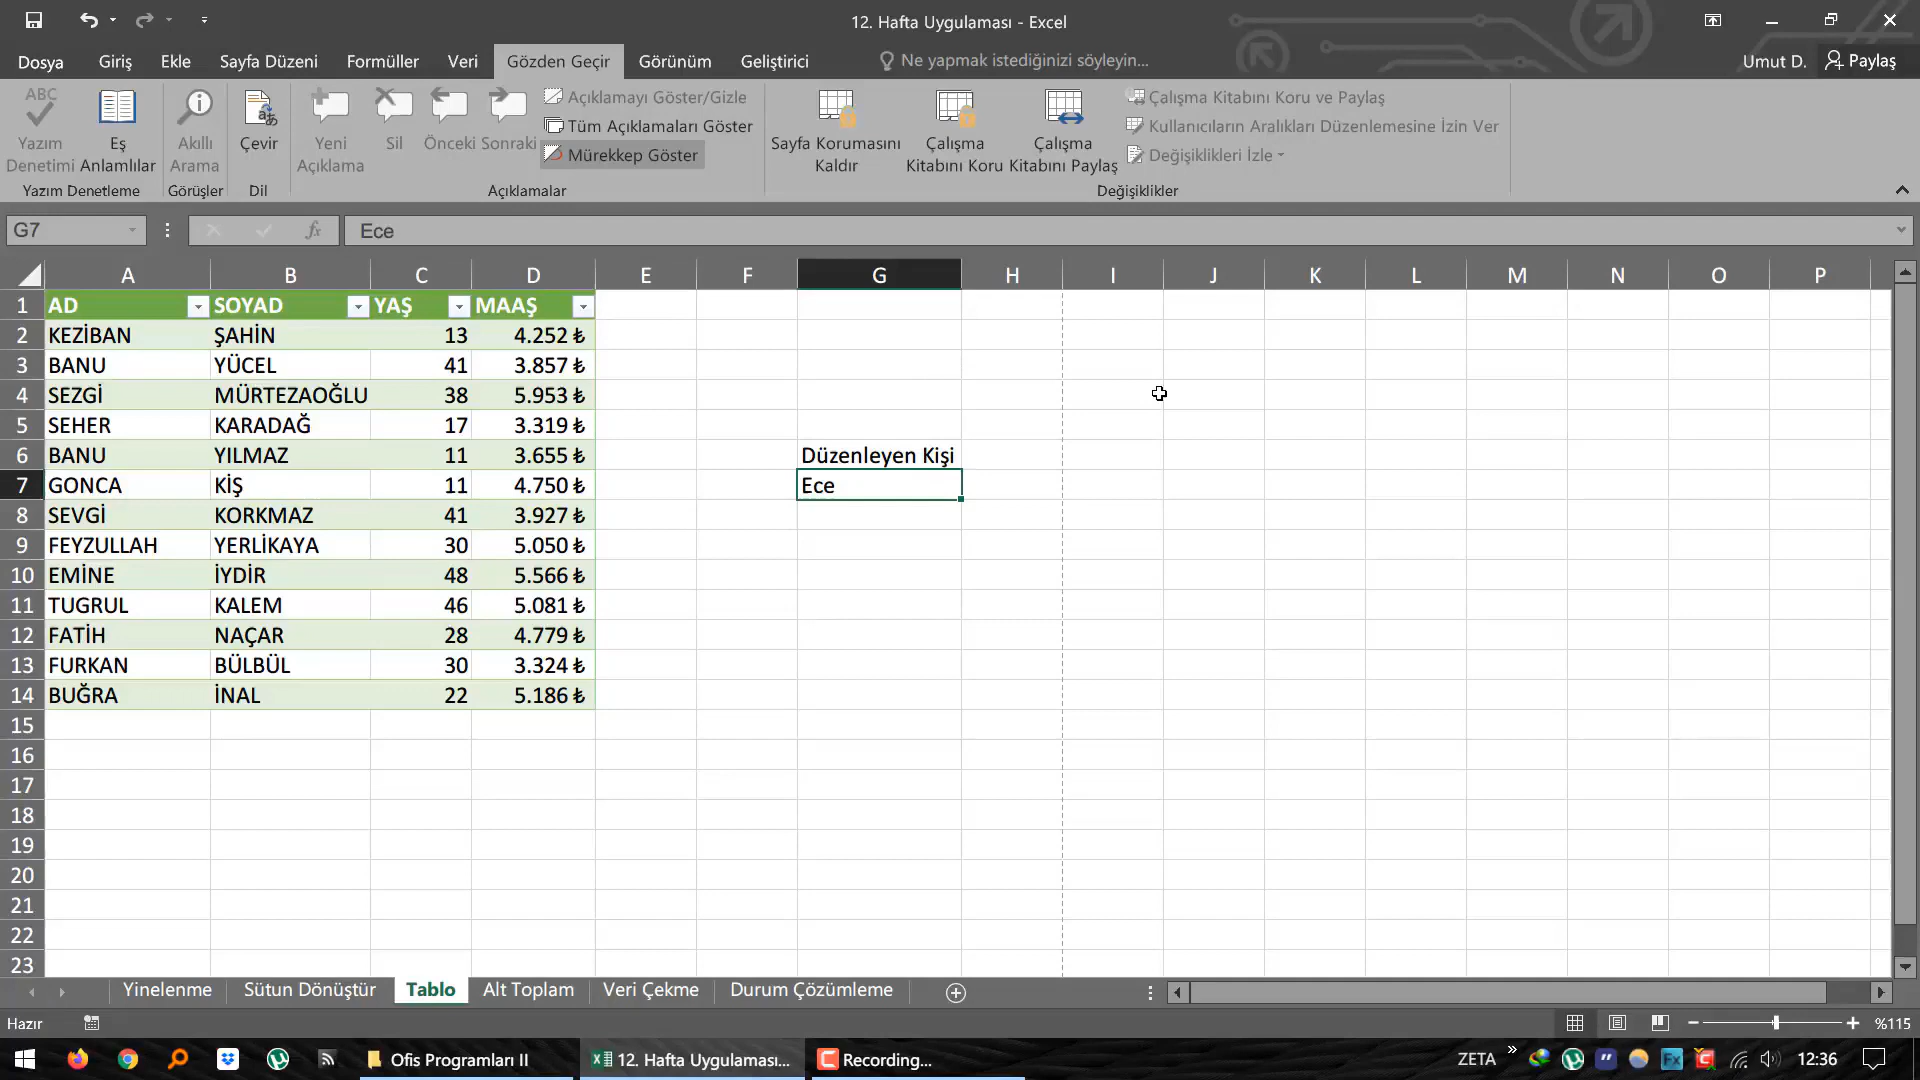 12. Hafta Uygulaması - Excel
Dosya Giriş Ekle Sayfa Düzeni Formüller Veri Gözden Geçir Görünüm Geliştirici Ne yapmak istediğinizi söyleyin... Umut D. Paylaş
ABC
Yazım Denetimi
Eş Anlamlılar
Yazım Denetleme
Akıllı Arama
Görüşler
Çevir
Dil
Yeni Açıklama
Sil
Önceki
Sonraki
Açıklamayı Göster/Gizle
Tüm Açıklamaları Göster
Mürekkep Göster
Açıklamalar
Sayfa Korumasını Kaldır
Çalışma Kitabını Koru
Çalışma Kitabını Paylaş
Çalışma Kitabını Koru ve Paylaş
Kullanıcıların Aralıkları Düzenlemesine İzin Ver
Değişiklikleri İzle
Değişiklikler
G7 fx Ece
A B C D E F G H I J K L M N O P
1 AD SOYAD YAŞ MAAŞ
2 KEZİBAN ŞAHİN 13 4.252 ₺
3 BANU YÜCEL 41 3.857 ₺
4 SEZGİ MÜRTEZAOĞLU 38 5.953 ₺
5 SEHER KARADAĞ 17 3.319 ₺
6 BANU YILMAZ 11 3.655 ₺ Düzenleyen Kişi
7 GONCA KİŞ 11 4.750 ₺ Ece
8 SEVGİ KORKMAZ 41 3.927 ₺
9 FEYZULLAH YERLİKAYA 30 5.050 ₺
10 EMİNE İYDİR 48 5.566 ₺
11 TUGRUL KALEM 46 5.081 ₺
12 FATİH NAÇAR 28 4.779 ₺
13 FURKAN BÜLBÜL 30 3.324 ₺
14 BUĞRA İNAL 22 5.186 ₺
15
16
17
18
19
20
21
22
23
Yinelenme Sütun Dönüştür Tablo Alt Toplam Veri Çekme Durum Çözümleme
Hazır %115
Ofis Programları II 12. Hafta Uygulaması... Recording... ZETA 12:36